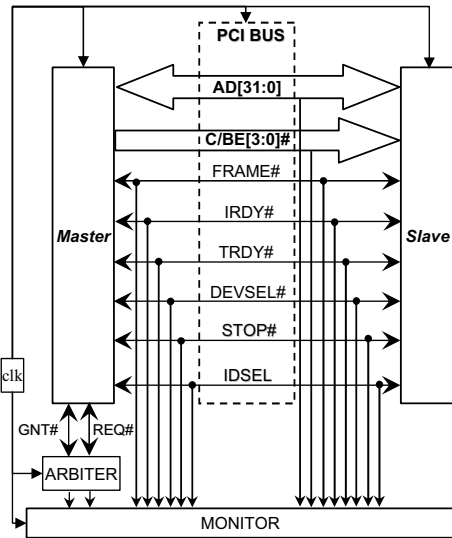 PCI BUS
AD[31:0]
C/BE[3:0]#
FRAME#
IRDY#
Master
Slave
TRDY#
DEVSEL#
STOP#
clk
IDSEL
GNT#
REQ#
ARBITER
MONITOR